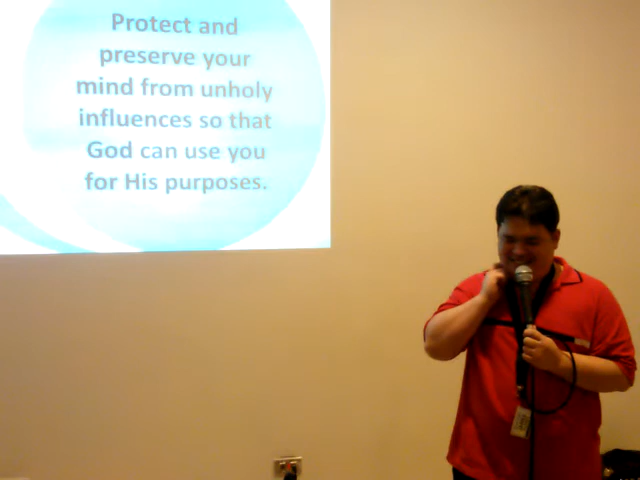 Protect and
preserve your
mind from unholy
influences so that
God can use you
for His purposes.